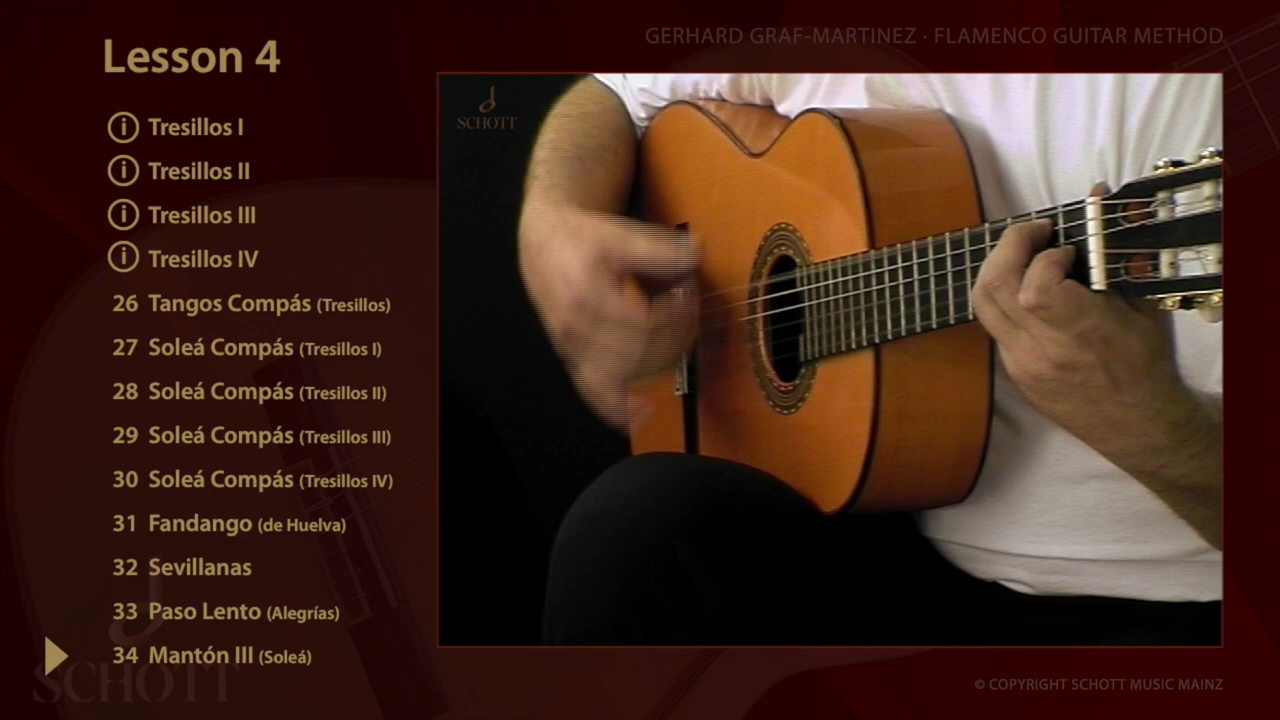 Lesson 4
GERHARD GRAF-MARTINEZ · FLAMENCO GUITAR METHOD
SCHOTT
i Tresillos I
i Tresillos II
i Tresillos III
i Tresillos IV
26 Tangos Compás (Tresillos)
27 Soleá Compás (Tresillos I)
28 Soleá Compás (Tresillos II)
29 Soleá Compás (Tresillos III)
30 Soleá Compás (Tresillos IV)
31 Fandango (de Huelva)
32 Sevillanas
33 Paso Lento (Alegrías)
34 Mantón III (Soleá)
SCHOTT
© COPYRIGHT SCHOTT MUSIC MAINZ